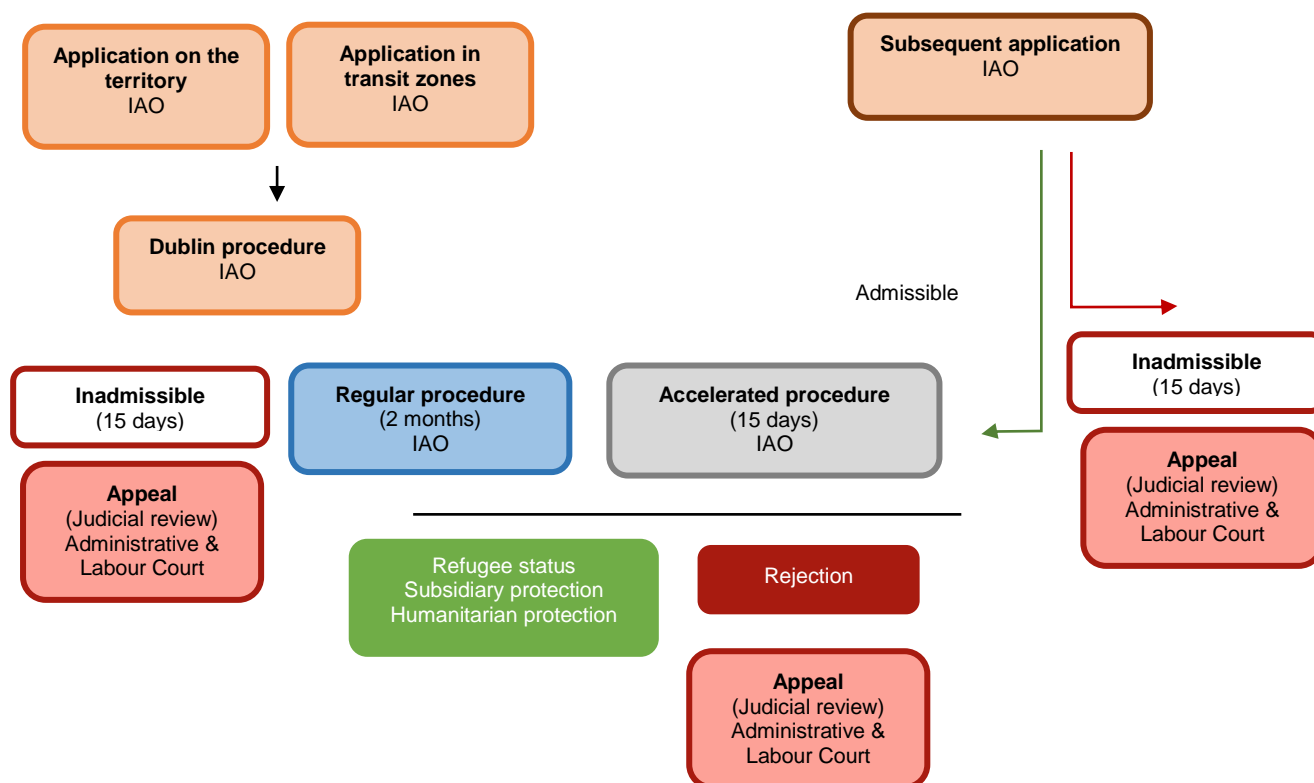 Application on the
territory
IAO
Application in
transit zones
IAO
Subsequent application
IAO
Dublin procedure
IAO
Admissible
Inadmissible
(15 days)
Regular procedure
(2 months)
IAO
Accelerated procedure
(15 days)
IAO
Inadmissible
(15 days)
Appeal
(Judicial review)
Administrative &
Labour Court
Appeal
(Judicial review)
Administrative &
Labour Court
Refugee status
Subsidiary protection
Humanitarian protection
Rejection
Appeal
(Judicial review)
Administrative &
Labour Court